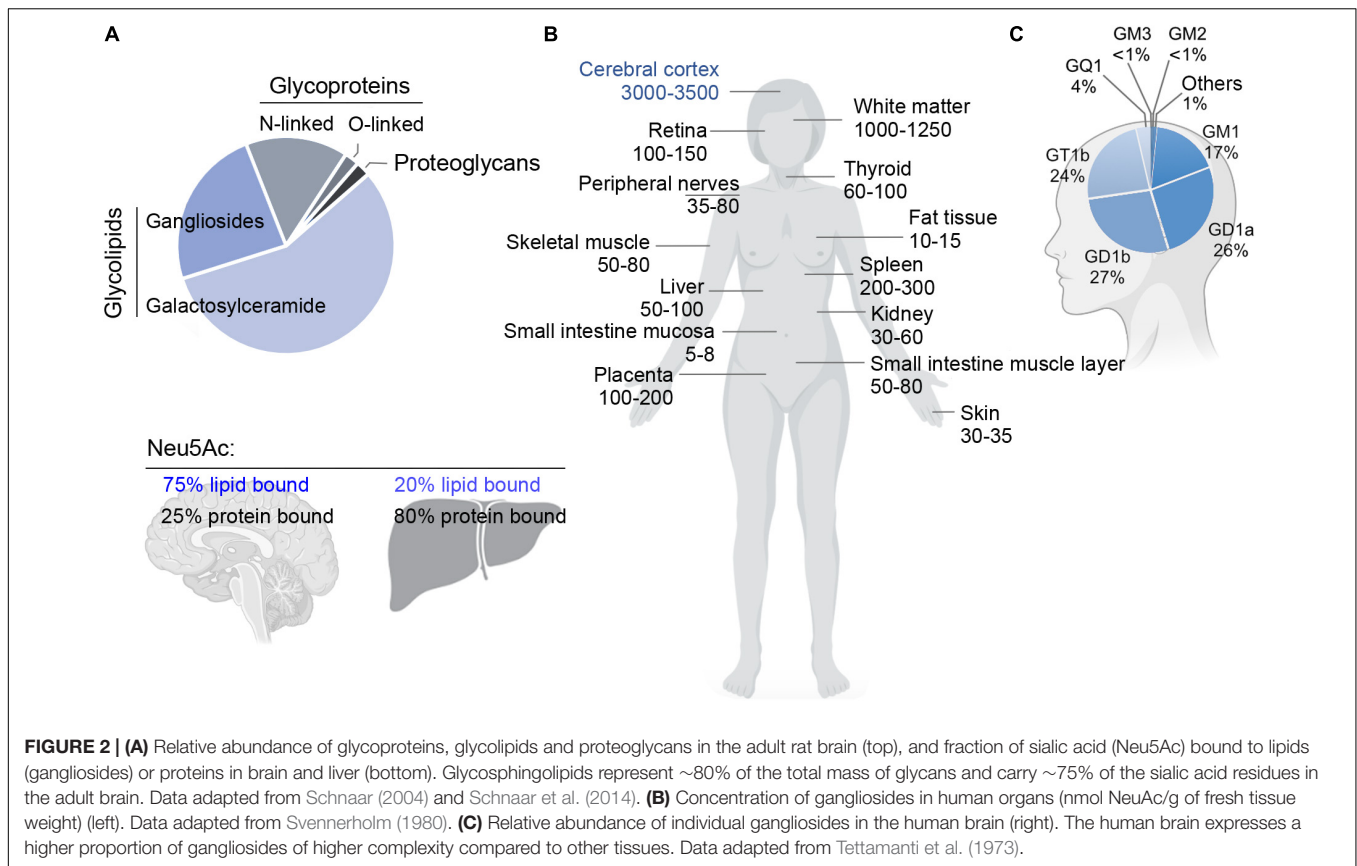 A
Glycoproteins
N-linked O-linked
Proteoglycans
Glycolipids
Gangliosides
Galactosylceramide
Neu5Ac:
75% lipid bound
25% protein bound
20% lipid bound
80% protein bound
B
Cerebral cortex
3000-3500
White matter
1000-1250
Retina
100-150
Thyroid
60-100
Peripheral nerves
35-80
Fat tissue
10-15
Skeletal muscle
50-80
Spleen
200-300
Liver
50-100
Kidney
30-60
Small intestine mucosa
5-8
Small intestine muscle layer
50-80
Placenta
100-200
Skin
30-35
C
GM3
<1%
GM2
<1%
GQ1
4%
Others
1%
GM1
17%
GT1b
24%
GD1a
26%
GD1b
27%
FIGURE 2 | (A) Relative abundance of glycoproteins, glycolipids and proteoglycans in the adult rat brain (top), and fraction of sialic acid (Neu5Ac) bound to lipids
(gangliosides) or proteins in brain and liver (bottom). Glycosphingolipids represent ∼80% of the total mass of glycans and carry ∼75% of the sialic acid residues in
the adult brain. Data adapted from Schnaar (2004) and Schnaar et al. (2014). (B) Concentration of gangliosides in human organs (nmol NeuAc/g of fresh tissue
weight) (left). Data adapted from Svennerholm (1980). (C) Relative abundance of individual gangliosides in the human brain (right). The human brain expresses a
higher proportion of gangliosides of higher complexity compared to other tissues. Data adapted from Tettamanti et al. (1973).